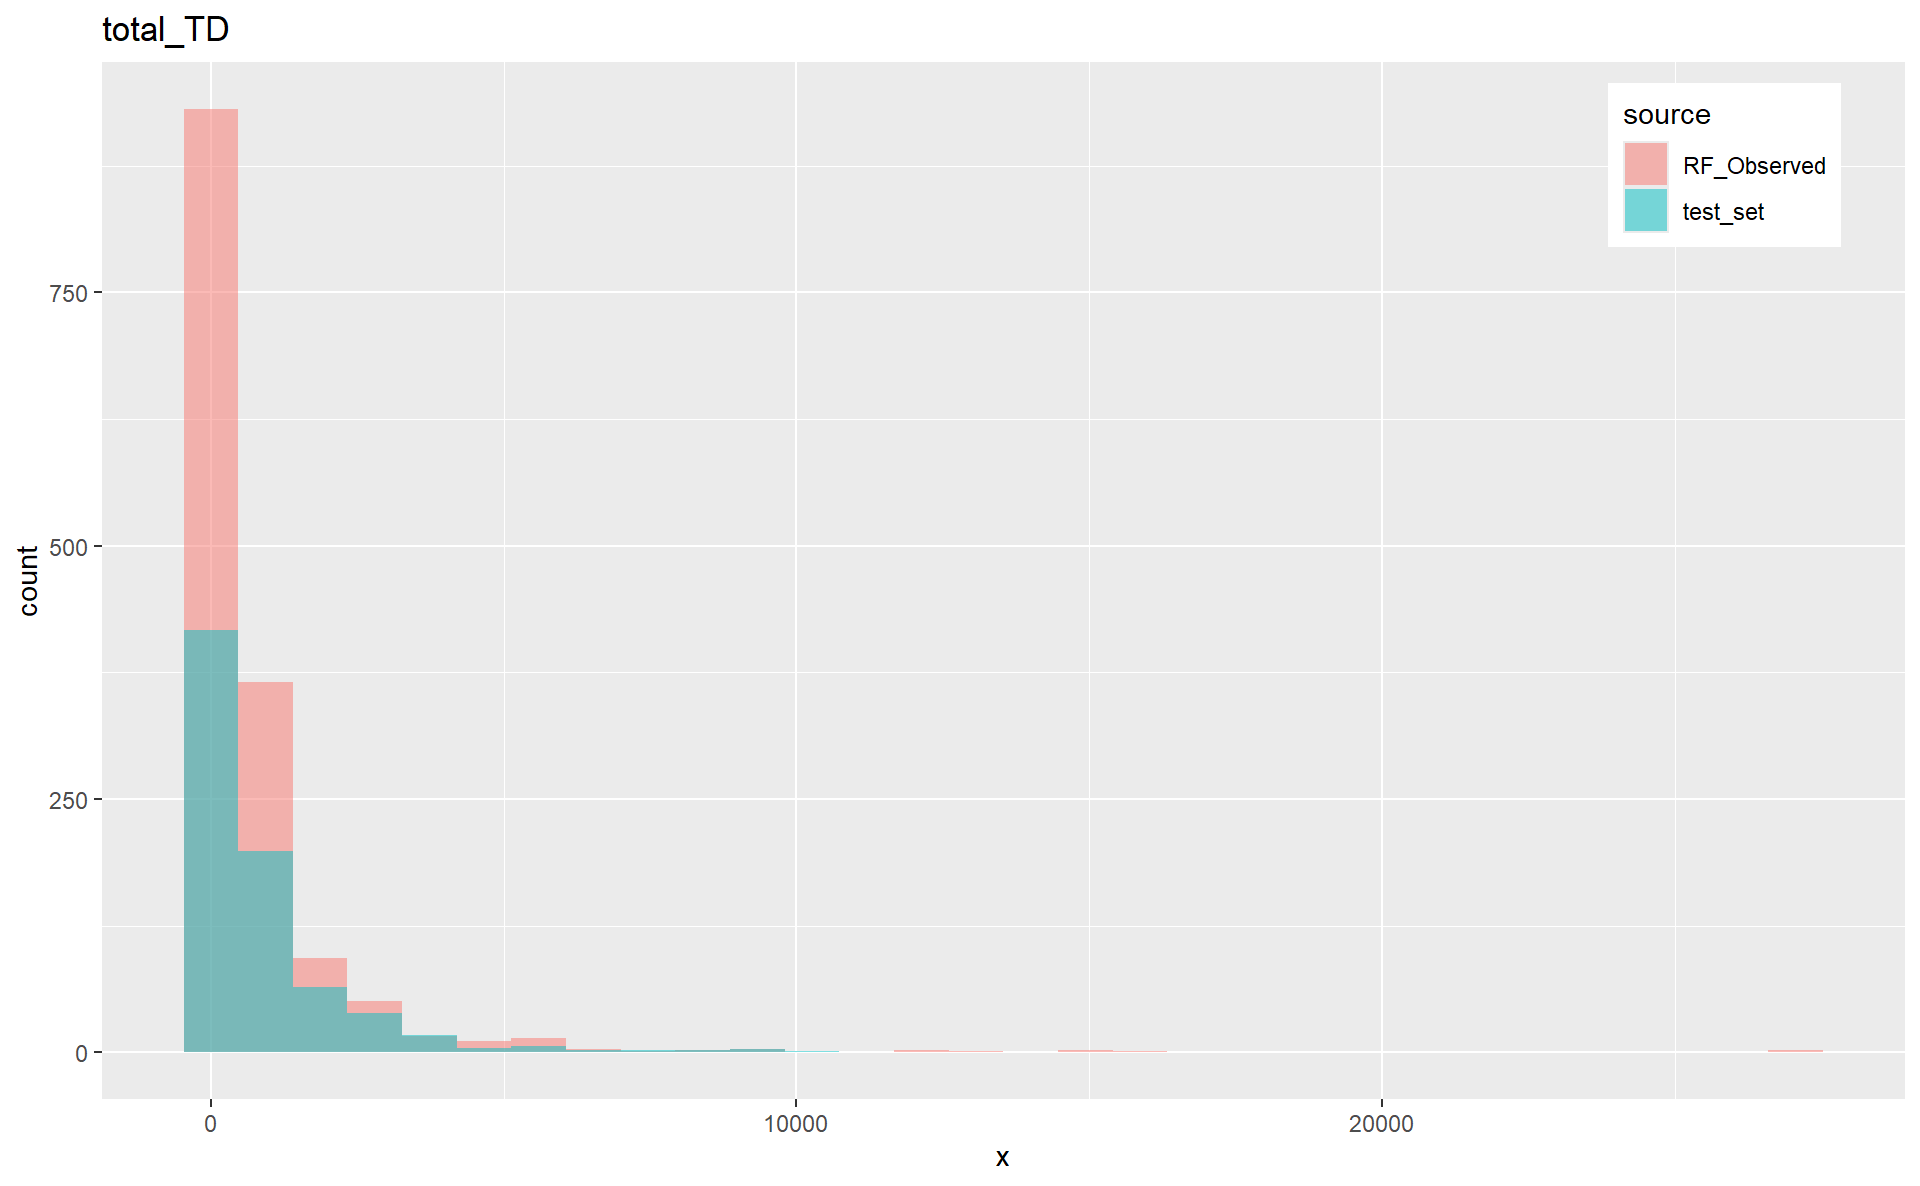 total_TD
source
RF_Observed
test_set
750
500
250
0
count
0
10000
20000
x